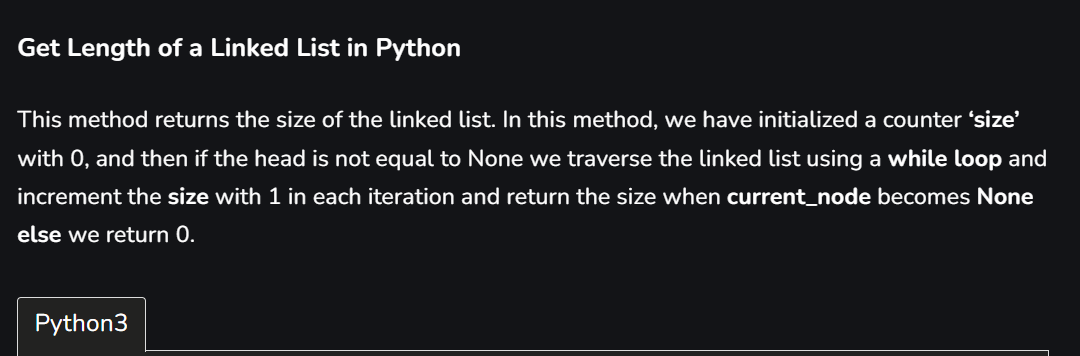 Get Length of a Linked List in Python
This method returns the size of the linked list. In this method, we have initialized a counter ‘size’
with 0, and then if the head is not equal to None we traverse the linked list using a while loop and
increment the size with 1 in each iteration and return the size when current_node becomes None
else we return 0.
Python3